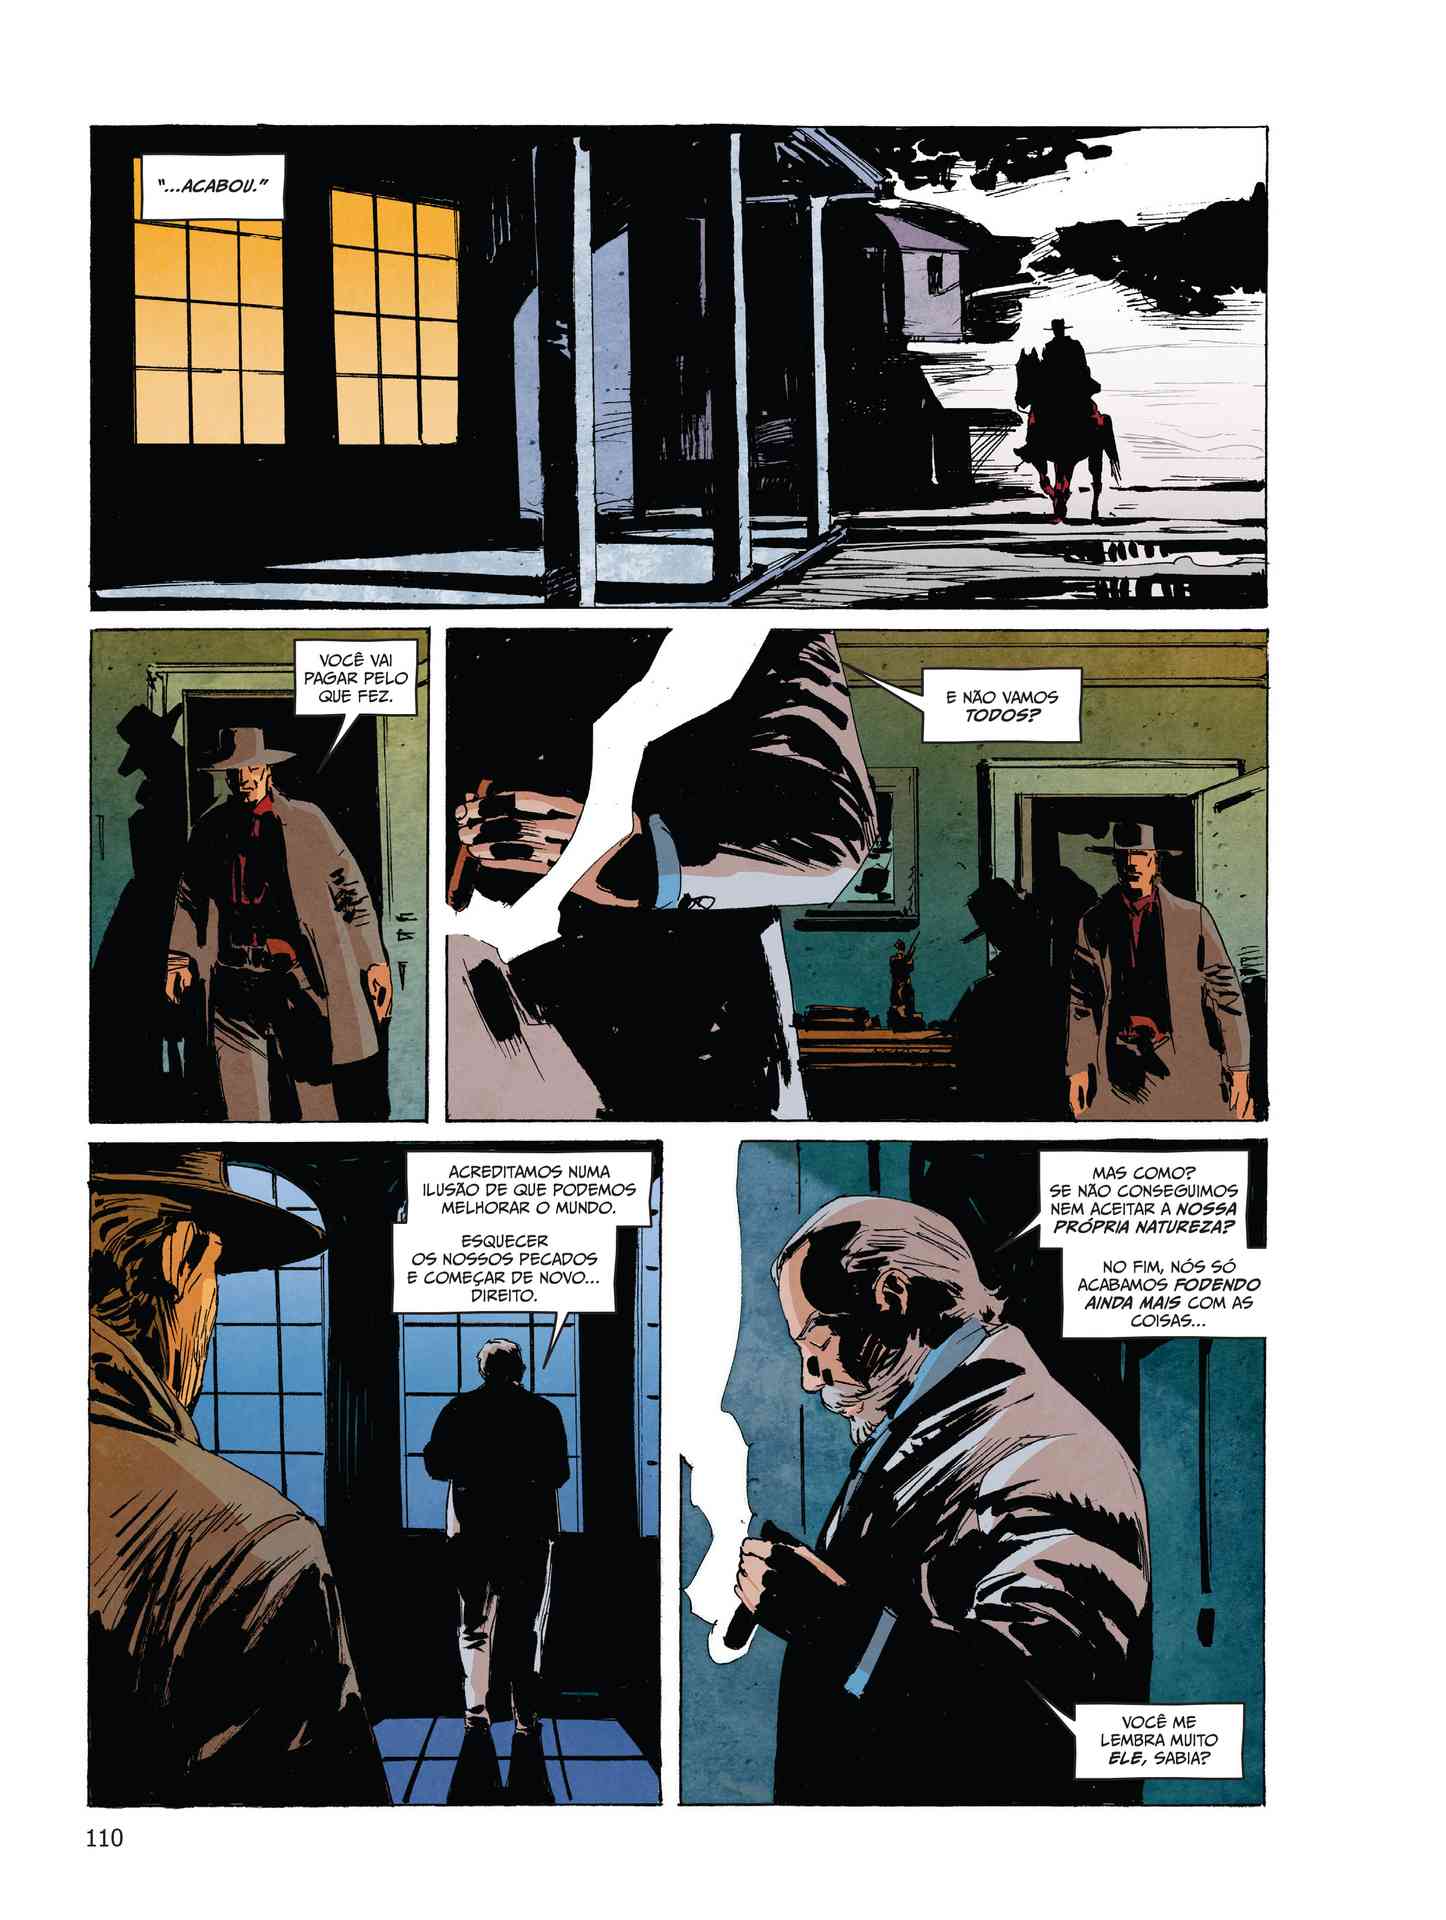 “...ACABOU.”
VOCÊ VAI
PAGAR PELO
QUE FEZ.
E NÃO VAMOS
TODOS?
ACREDITAMOS NUMA
ILUSÃO DE QUE PODEMOS
MELHORAR O MUNDO.
ESQUECER
OS NOSSOS PECADOS
E COMEÇAR DE NOVO...
DIREITO.
MAS COMO?
SE NÃO CONSEGUIMOS
NEM ACEITAR A NOSSA
PRÓPRIA NATUREZA?
NO FIM, NÓS SÓ
ACABAMOS FODENDO
AINDA MAIS COM AS
COISAS...
VOCÊ ME
LEMBRA MUITO
ELE, SABIA?
110